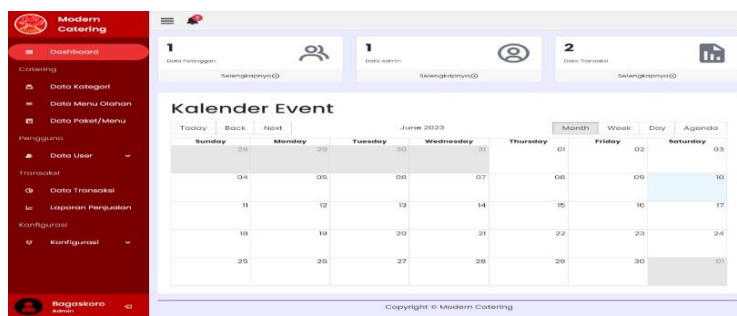 Modern
Catering
Dashboard
Catering
Data Kategori
Data Menu Olahan
Data Paket/Menu
Pengguna
Data User
Transaksi
Data Transaksi
Laporan Penjualan
Konfigurasi
Konfigurasi
Bagaskoro
Admin
1
Data Pelanggan
Selengkapnya
1
Data Admin
Selengkapnya
2
Data Transaksi
Selengkapnya
Kalender Event
Today Back Next June 2023 Month Week Day Agenda
Sunday Monday Tuesday Wednesday Thursday Friday Saturday
28 29 30 31 01 02 03
04 05 06 07 08 09 10
11 12 13 14 15 16 17
18 19 20 21 22 23 24
25 26 27 28 29 30 01
Copyright © Modern Catering